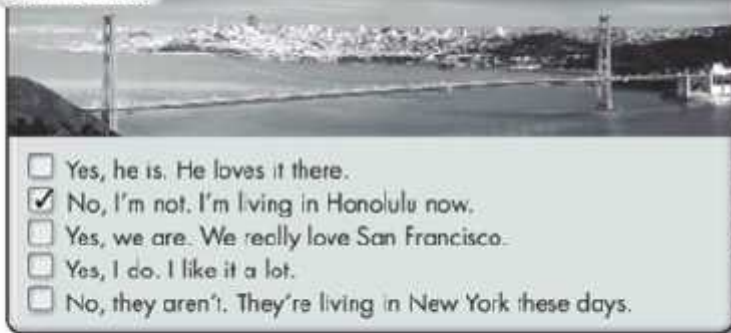 Yes, he is. He loves it there.
No, I'm not. I'm living in Honolulu now.
Yes, we are. We really love San Francisco.
Yes, I do. I like it a lot.
No, they aren't. They're living in New York these days.